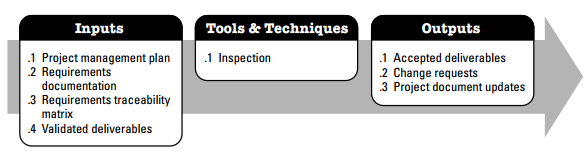 Inputs
.1 Project management plan
.2 Requirements
documentation
.3 Requirements traceability
matrix
.4 Validated deliverables
Tools & Techniques
.1 Inspection
Outputs
.1 Accepted deliverables
.2 Change requests
.3 Project document updates